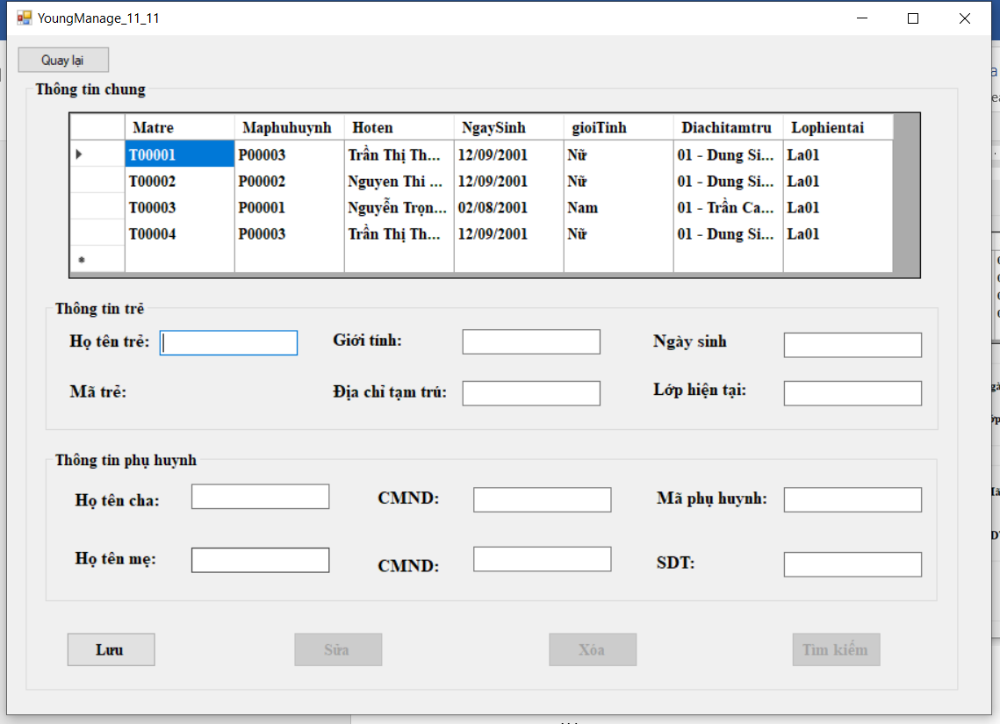 YoungManage_11_11
Quay lại
Thông tin chung
Matre Maphuhuynh Hoten NgaySinh gioiTinh Diachitamtru Lophientai
T00001 P00003 Trần Thị Th... 12/09/2001 Nữ 01 - Dung Si... La01
T00002 P00002 Nguyen Thi ... 12/09/2001 Nữ 01 - Dung Si... La01
T00003 P00001 Nguyễn Trọn... 02/08/2001 Nam 01 - Trần Ca... La01
T00004 P00003 Trần Thị Th... 12/09/2001 Nữ 01 - Dung Si... La01
Thông tin trẻ
Họ tên trẻ: Giới tính: Ngày sinh
Mã trẻ: Địa chỉ tạm trú: Lớp hiện tại:
Thông tin phụ huynh
Họ tên cha: CMND: Mã phụ huynh:
Họ tên mẹ: CMND: SDT:
Lưu Sữa Xóa Tìm kiếm